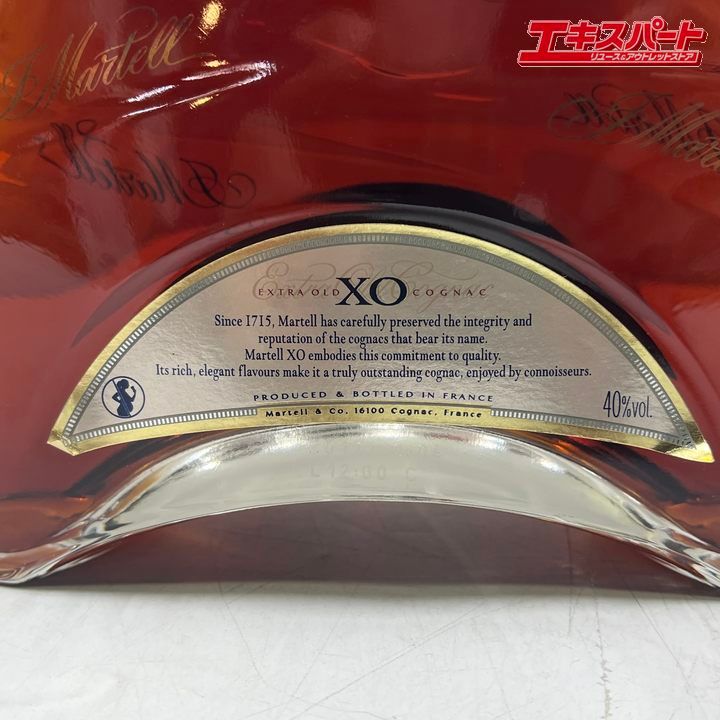 エキスパート
リユース&アウトレットストア
J Martell
J Martell
Martell
EXTRA OLD XO COGNAC
Since 1715, Martell has carefully preserved the integrity and
reputation of the cognacs that bear its name.
Martell XO embodies this commitment to quality.
Its rich, elegant flavours make it a truly outstanding cognac, enjoyed by connoisseurs.
PRODUCED & BOTTLED IN FRANCE
40%vol.
Martell & Co. 16100 Cognac, France